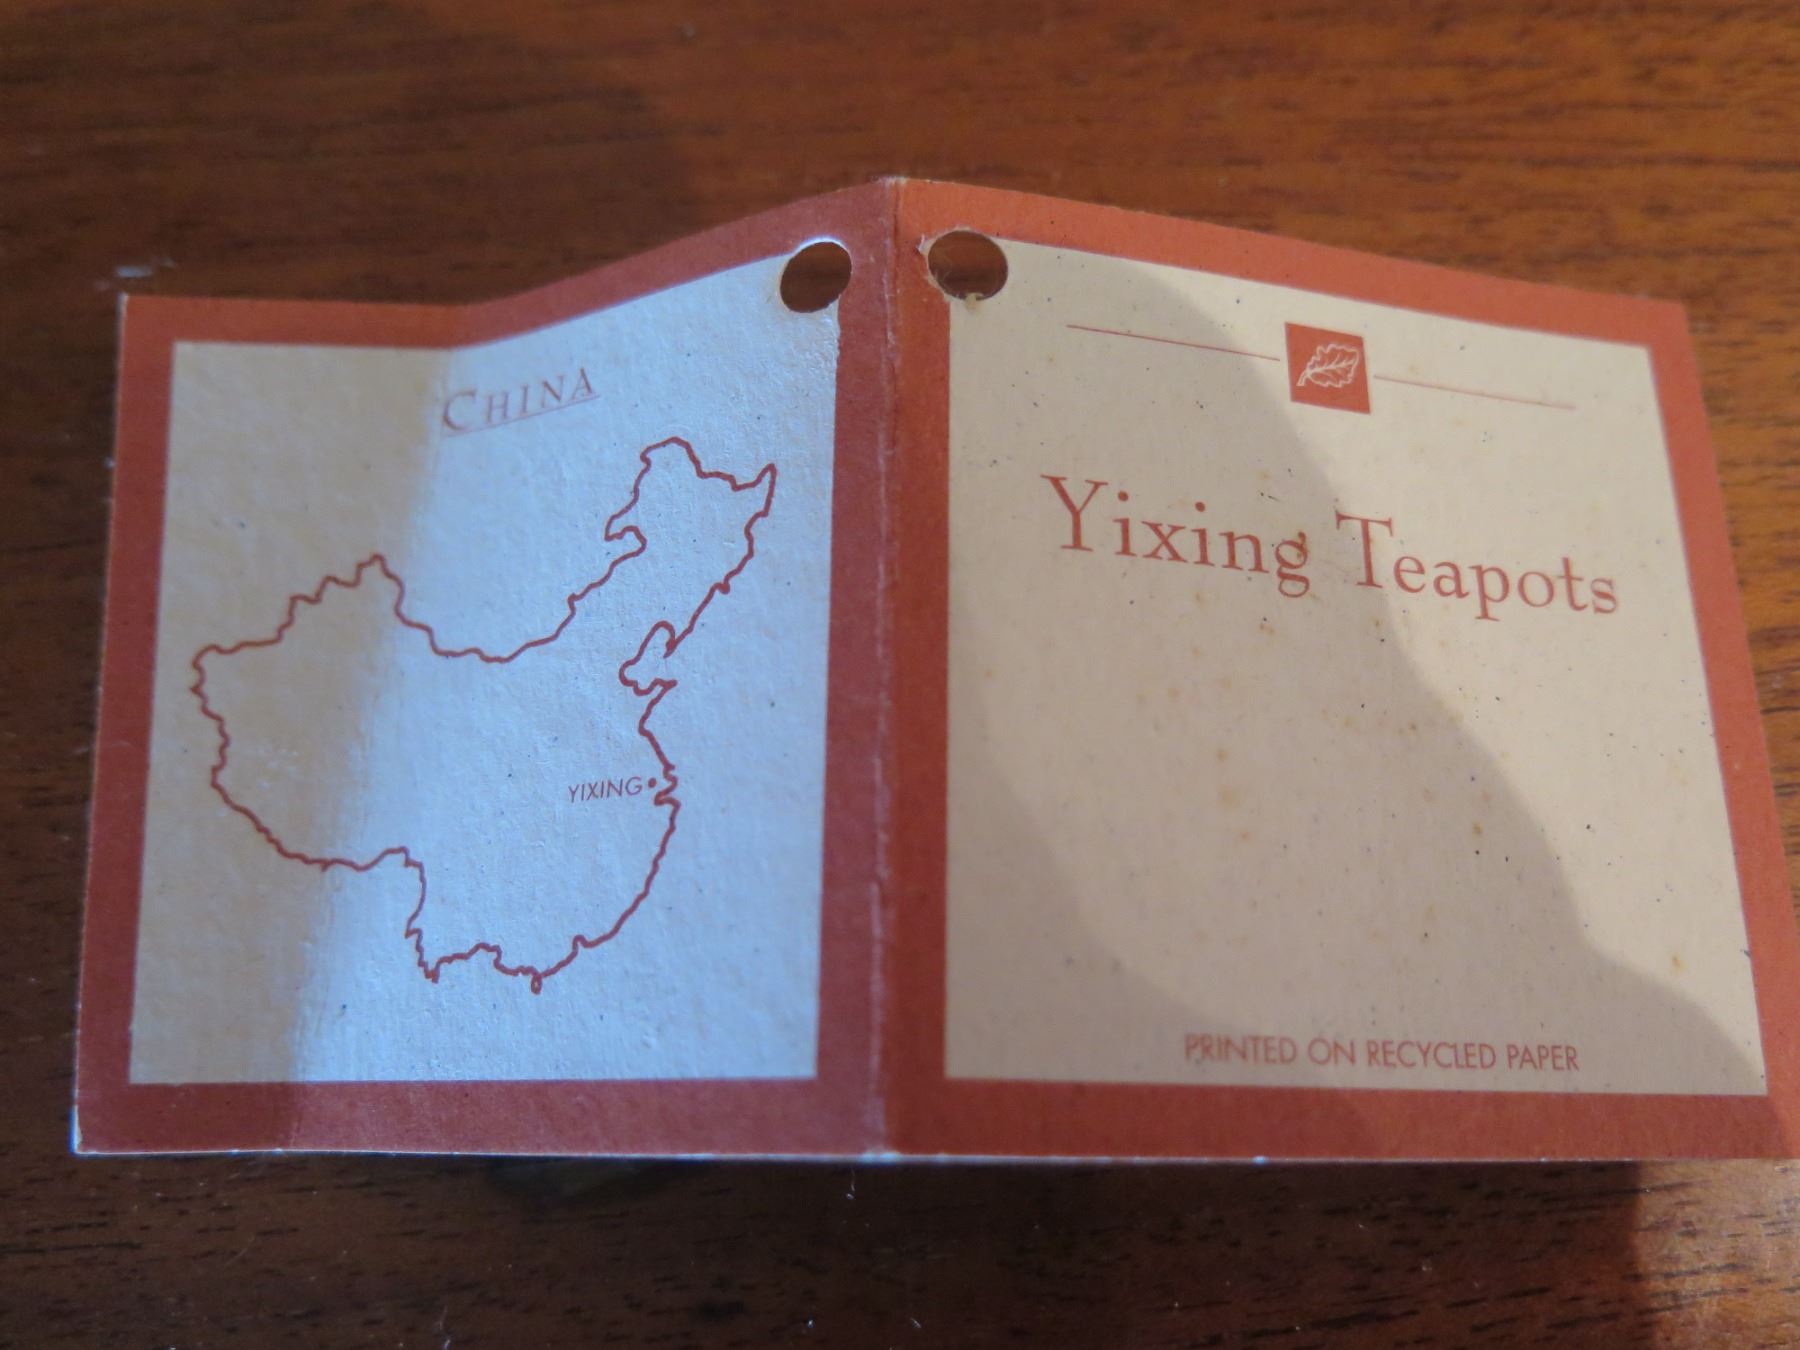 CHINA
YIXING
Yixing Teapots
PRINTED ON RECYCLED PAPER